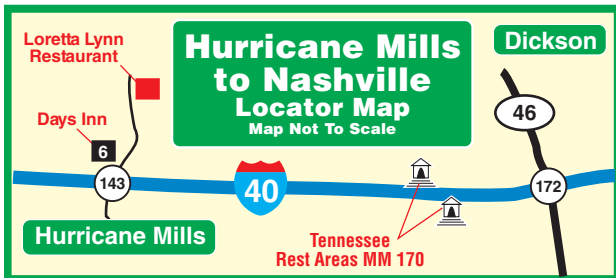 Loretta Lynn
Restaurant
Hurricane Mills
to Nashville
Locator Map
Map Not To Scale
Dickson
46
Days Inn
6
143
40
172
Hurricane Mills
Tennessee
Rest Areas MM 170